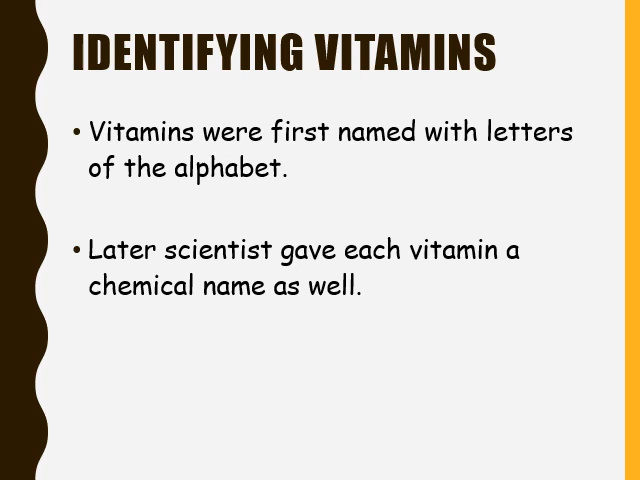 IDENTIFYING VITAMINS
• Vitamins were first named with letters
of the alphabet.
• Later scientist gave each vitamin a
chemical name as well.